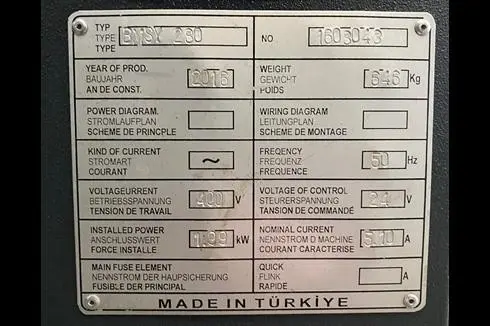 TYP
TYPE
TYPE
BMSY 280
NO
1603043
YEAR OF PROD.
BAUJAHR
AN DE CONST.
2016
WEIGHT
GEWICHT
POIDS
646 Kg
POWER DIAGRAM.
STROMLAUFPLAN
SCHEME DE PRINCPLE
WIRING DIAGRAM
LEITUNGPLAN
SCHEME DE MONTAGE
KIND OF CURRENT
STROMART
COURANT
~
FREQENCY
FREQUENZ
FREQUENCE
50 Hz
VOLTAGEURRENT
BETRIEBSSPANNUNG
TENSION DE TRAVAIL
400 V
VOLTAGE OF CONTROL
STEUERSPANNUNG
TANSION DE COMMANDÉ
24 V
INSTALLED POWER
ANSCHLUSSWERT
FORCE INSTALLE
1,99 kW
NOMINAL CURRENT
NENNSTROM D MACHINE
COURANT CARACTERISE
5.10 A
MAIN FUSE ELEMENT
NENNSTROM DER HAUPSICHERUNG
FUSIBLE DER PRINCIPAL
QUICK
FLINK
RAPIDE
A
MADE IN TÜRKİYE